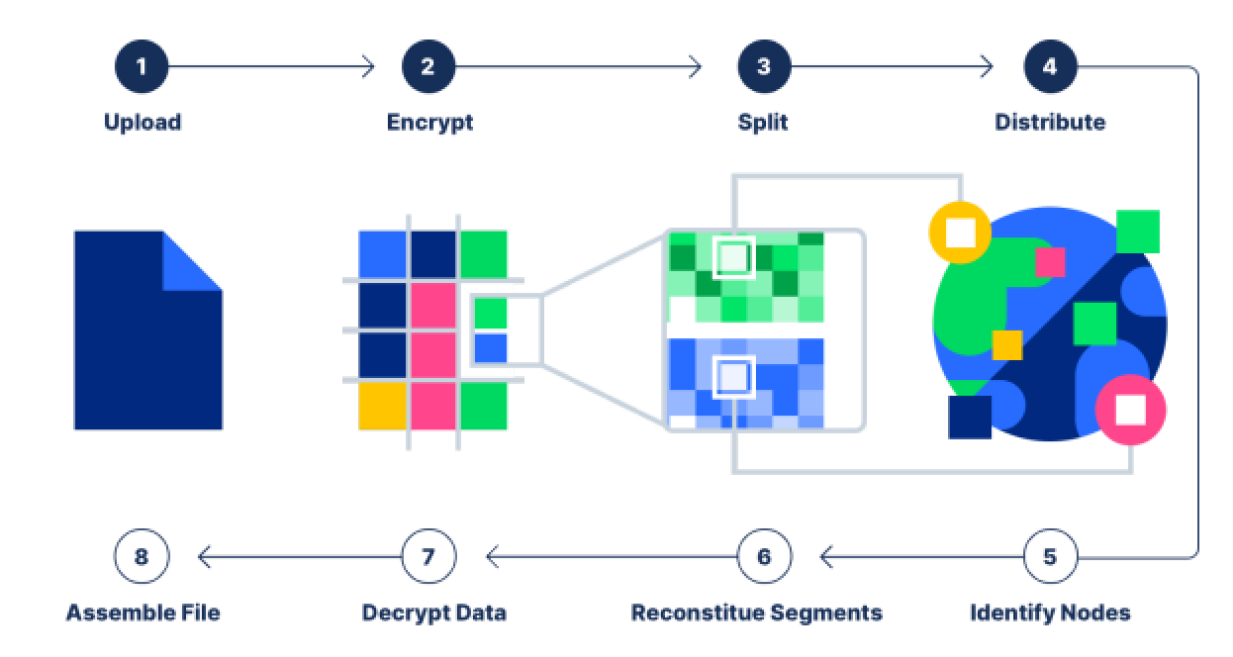 1 2 3 4
Upload Encrypt Split Distribute
8 7 6 5
Assemble File Decrypt Data Reconstitue Segments Identify Nodes